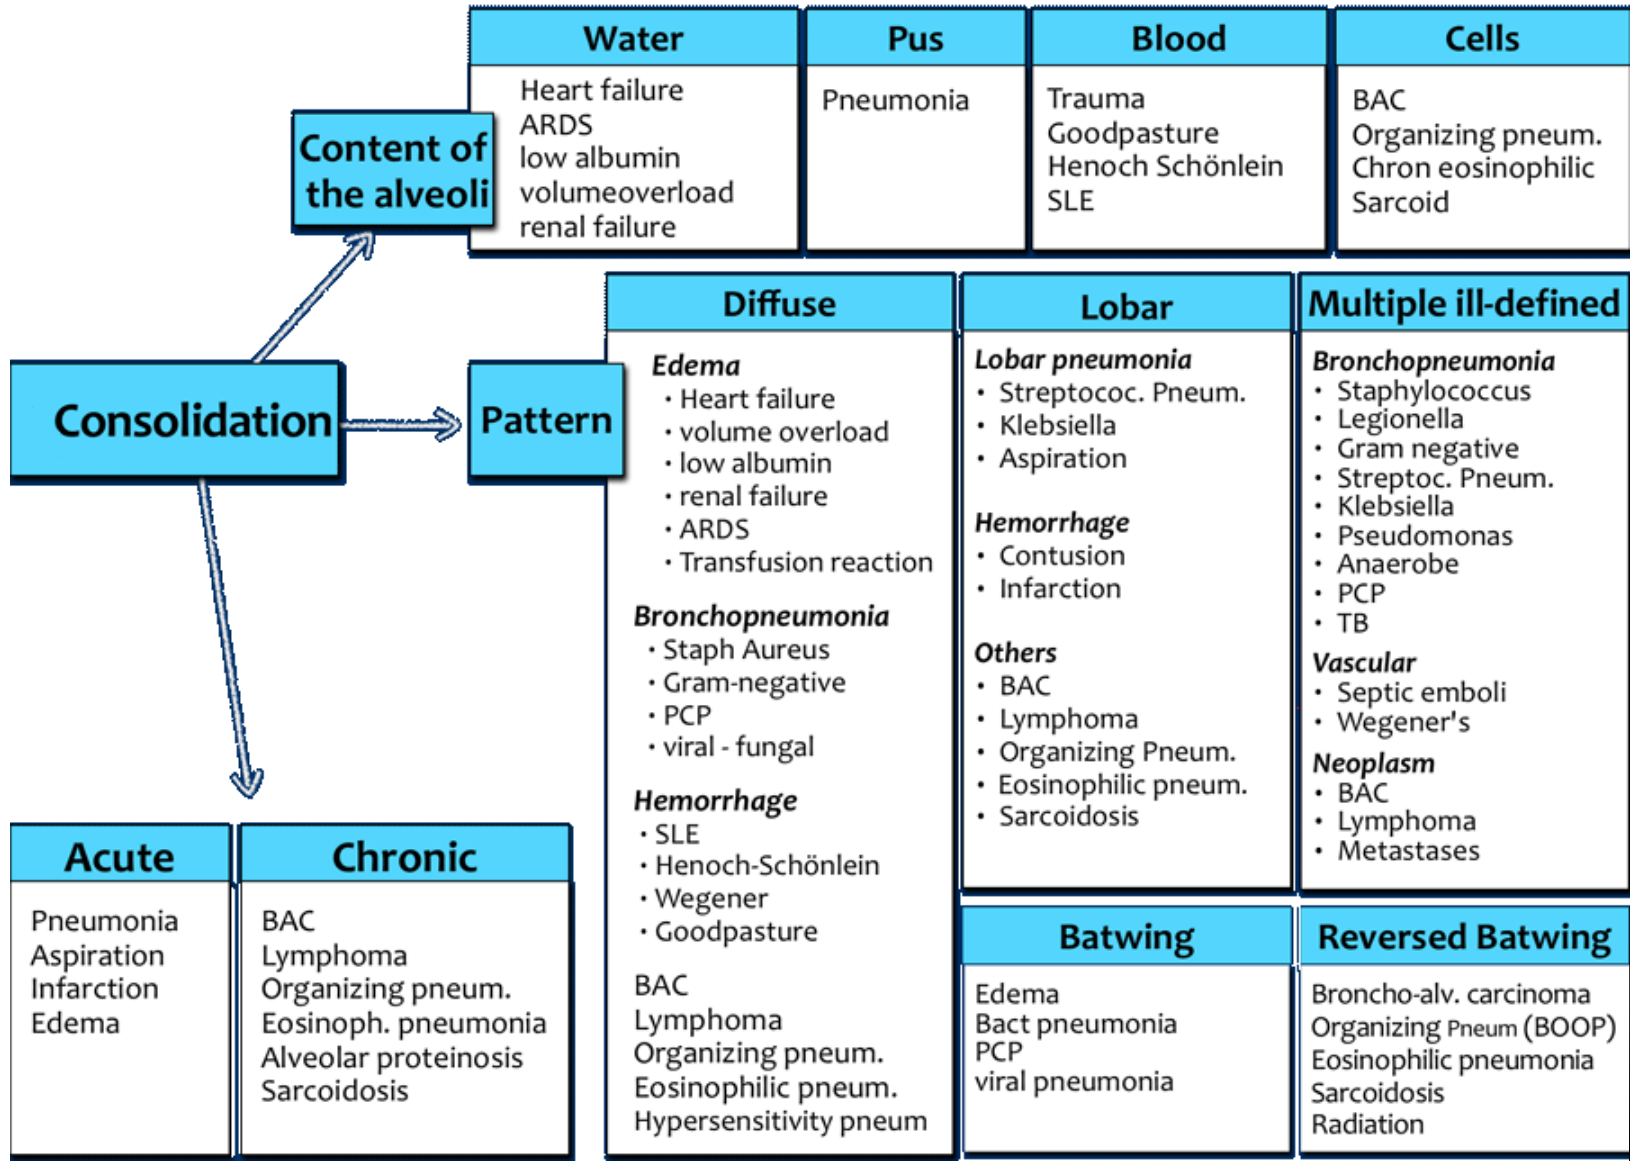 Water
Heart failure
ARDS
low albumin
volumeoverload
renal failure
Pus
Pneumonia
Blood
Trauma
Goodpasture
Henoch Schönlein
SLE
Cells
BAC
Organizing pneum.
Chron eosinophilic
Sarcoid
Content of
the alveoli
Consolidation
Pattern
Diffuse
Edema
· Heart failure
· volume overload
· low albumin
· renal failure
· ARDS
· Transfusion reaction
Bronchopneumonia
· Staph Aureus
· Gram-negative
· PCP
· viral - fungal
Hemorrhage
· SLE
· Henoch-Schönlein
· Wegener
· Goodpasture
BAC
Lymphoma
Organizing pneum.
Eosinophilic pneum.
Hypersensitivity pneum
Lobar
Lobar pneumonia
· Streptococ. Pneum.
· Klebsiella
· Aspiration
Hemorrhage
· Contusion
· Infarction
Others
· BAC
· Lymphoma
· Organizing Pneum.
· Eosinophilic pneum.
· Sarcoidosis
Multiple ill-defined
Bronchopneumonia
· Staphylococcus
· Legionella
· Gram negative
· Streptoc. Pneum.
· Klebsiella
· Pseudomonas
· Anaerobe
· PCP
· TB
Vascular
· Septic emboli
· Wegener's
Neoplasm
· BAC
· Lymphoma
· Metastases
Acute
Pneumonia
Aspiration
Infarction
Edema
Chronic
BAC
Lymphoma
Organizing pneum.
Eosinoph. pneumonia
Alveolar proteinosis
Sarcoidosis
Batwing
Edema
Bact pneumonia
PCP
viral pneumonia
Reversed Batwing
Broncho-alv. carcinoma
Organizing Pneum (BOOP)
Eosinophilic pneumonia
Sarcoidosis
Radiation